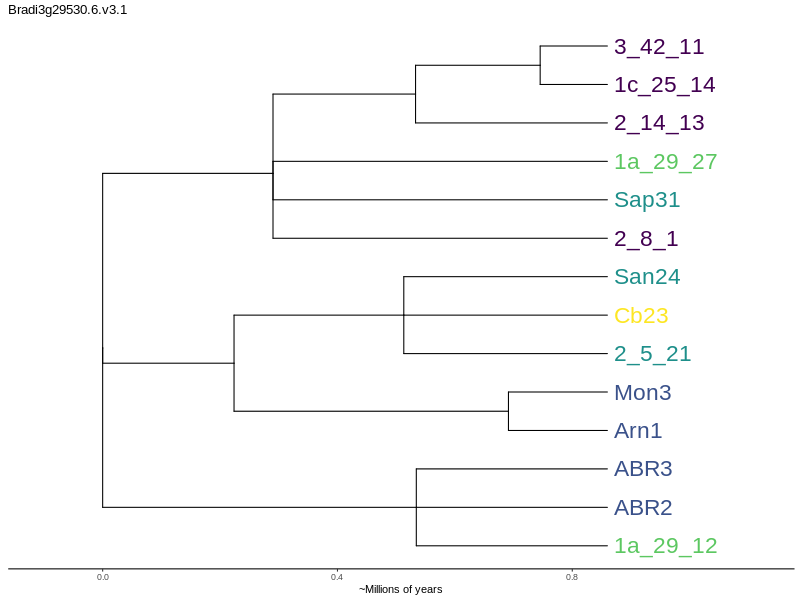 Bradi3g29530.6.v3.1
3_42_11
1c_25_14
2_14_13
1a_29_27
Sap31
2_8_1
San24
Cb23
2_5_21
Mon3
Arn1
ABR3
ABR2
1a_29_12
0.0 0.4 0.8
~Millions of years